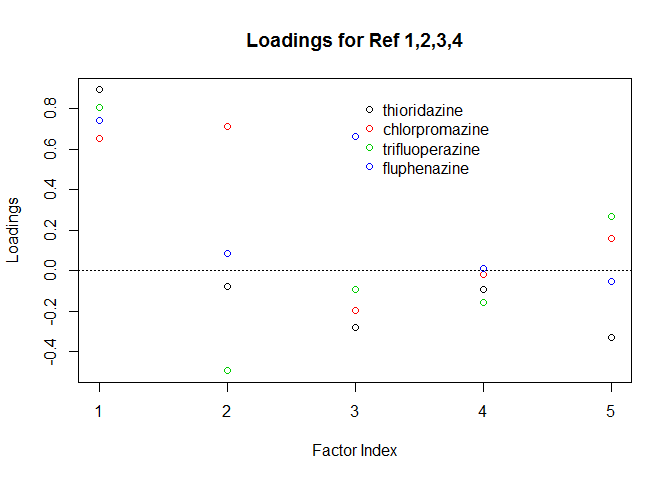 Loadings for Ref 1,2,3,4
thioridazine
chlorpromazine
trifluoperazine
fluphenazine
Loadings
0.8
0.6
0.4
0.2
0.0
-0.2
-0.4
1 2 3 4 5
Factor Index